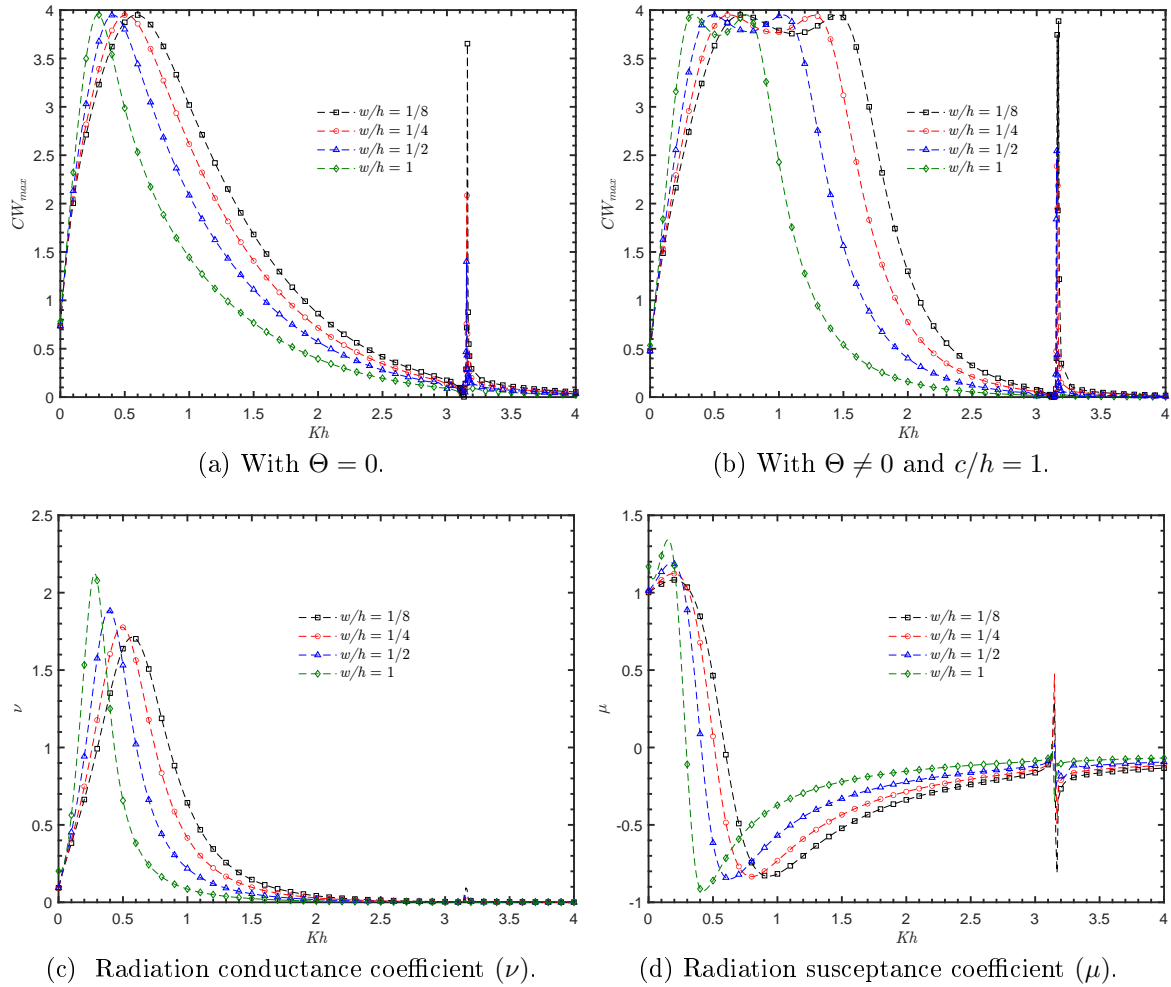 4
3.5
3
2.5
2
1.5
1
0.5
0
CW_max
w/h = 1/8
w/h = 1/4
w/h = 1/2
w/h = 1
0 0.5 1 1.5 2 2.5 3 3.5 4
Kh
(a) With Θ = 0.
4
3.5
3
2.5
2
1.5
1
0.5
0
CW_max
w/h = 1/8
w/h = 1/4
w/h = 1/2
w/h = 1
0 0.5 1 1.5 2 2.5 3 3.5 4
Kh
(b) With Θ ≠ 0 and c/h = 1.
2.5
2
1.5
1
0.5
0
ν
w/h = 1/8
w/h = 1/4
w/h = 1/2
w/h = 1
0 0.5 1 1.5 2 2.5 3 3.5 4
Kh
(c) Radiation conductance coefficient (ν).
1.5
1
0.5
0
-0.5
-1
μ
w/h = 1/8
w/h = 1/4
w/h = 1/2
w/h = 1
0 0.5 1 1.5 2 2.5 3 3.5 4
Kh
(d) Radiation susceptance coefficient (μ).